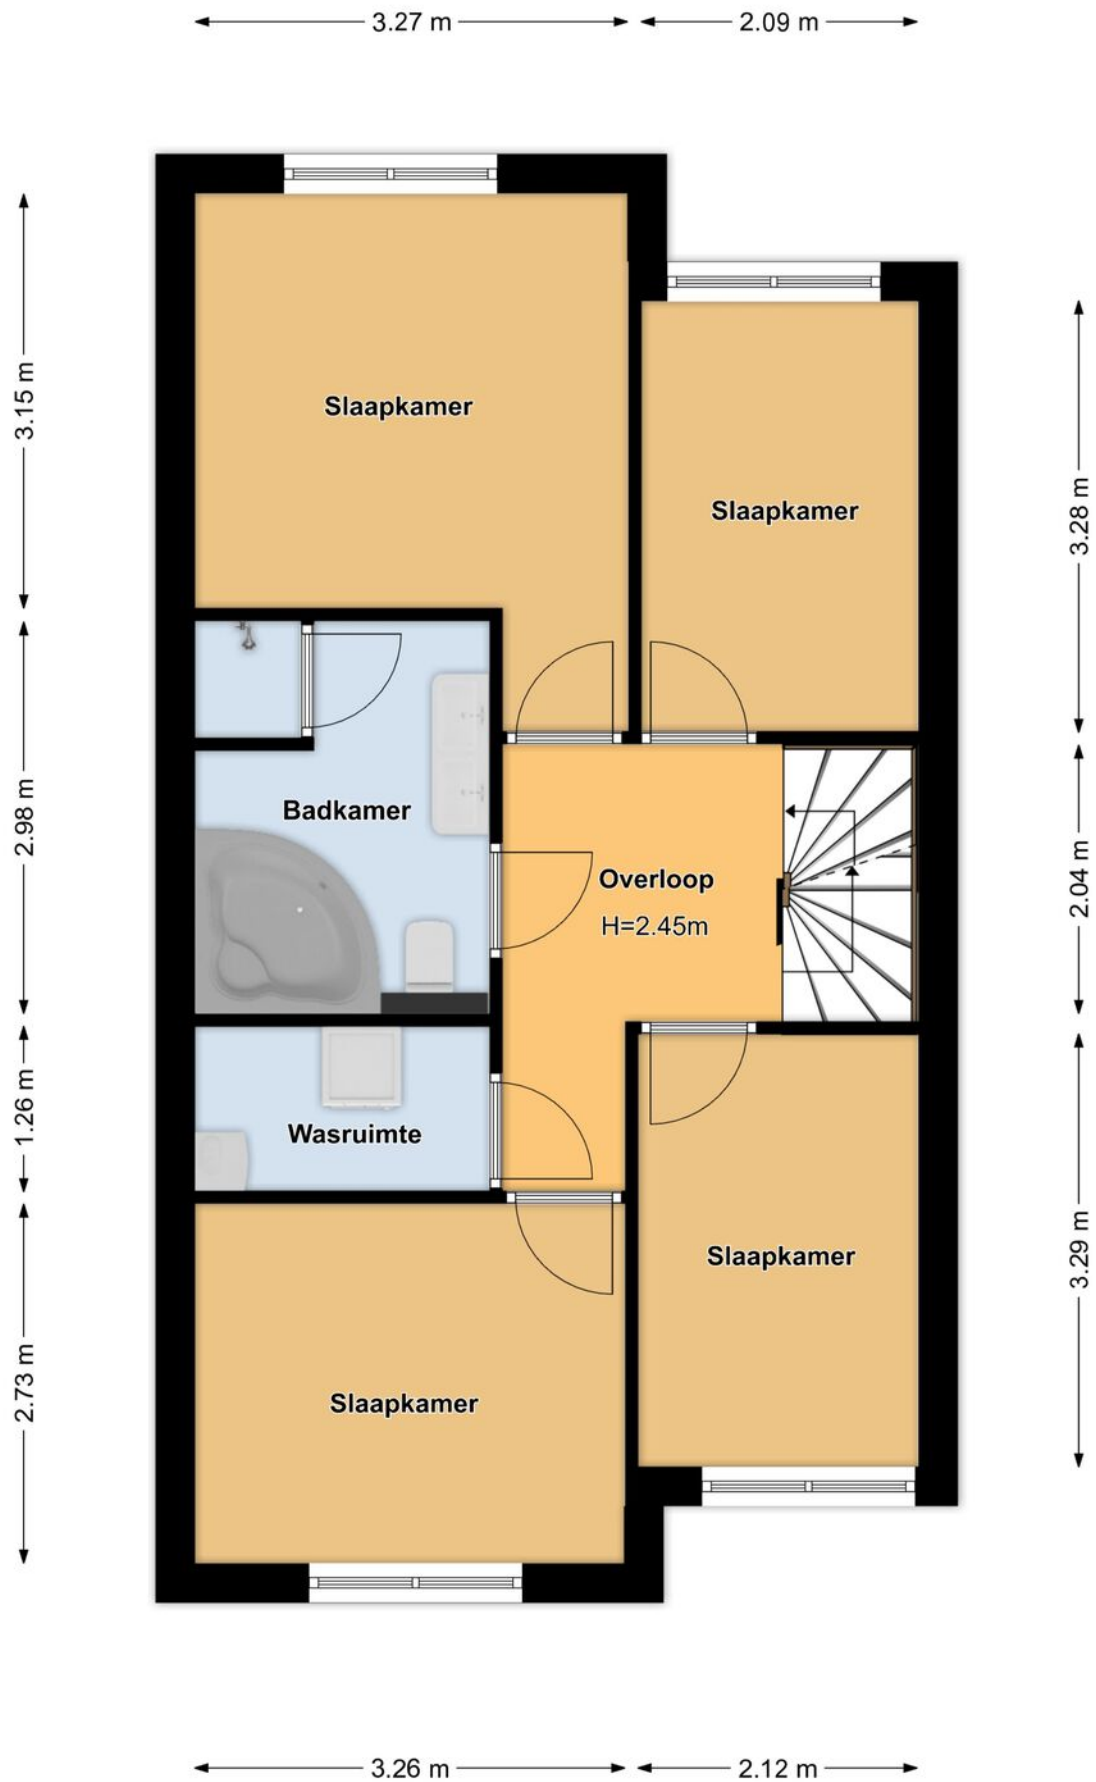 3.27 m
2.09 m
3.15 m
Slaapkamer
Slaapkamer
3.28 m
2.98 m
Badkamer
Overloop
H=2.45m
2.04 m
1.26 m
Wasruimte
Slaapkamer
3.29 m
2.73 m
Slaapkamer
3.26 m
2.12 m